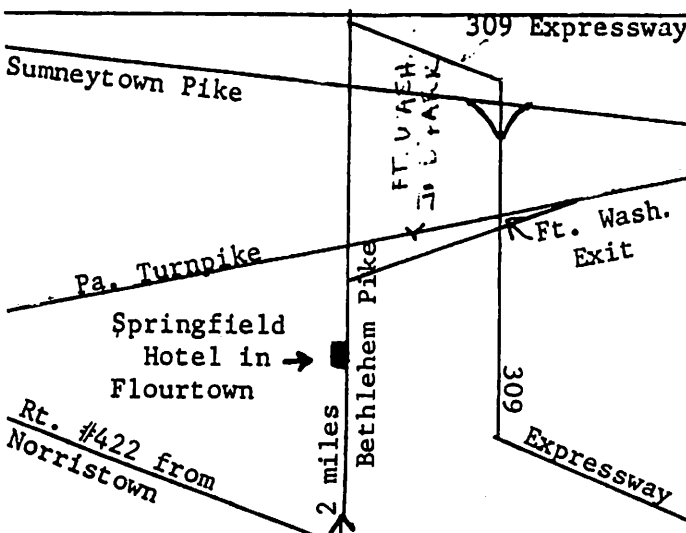 309 Expressway
Sumneytown Pike
FT.
Pa. Turnpike
Ft. Wash.
Exit
Springfield
Hotel in
Flourtown
Bethlehem Pike
309
2 miles
Rt. #422 from
Norristown
Expressway